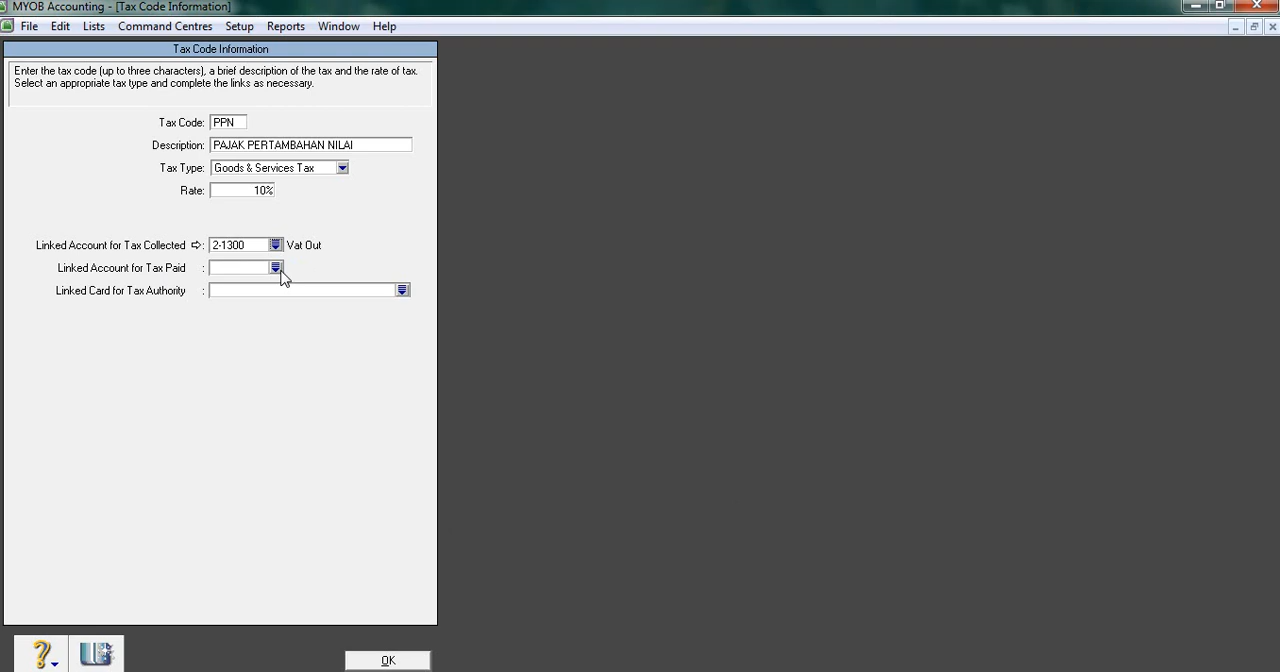 MYOB Accounting - [Tax Code Information]
File Edit Lists Command Centres Setup Reports Window Help
Tax Code Information
Enter the tax code (up to three characters), a brief description of the tax and the rate of tax.
Select an appropriate tax type and complete the links as necessary.
Tax Code: PPN
Description: PAJAK PERTAMBAHAN NILAI
Tax Type: Goods & Services Tax
Rate: 10%
Linked Account for Tax Collected ⇨: 2-1300 Vat Out
Linked Account for Tax Paid :
Linked Card for Tax Authority :
OK